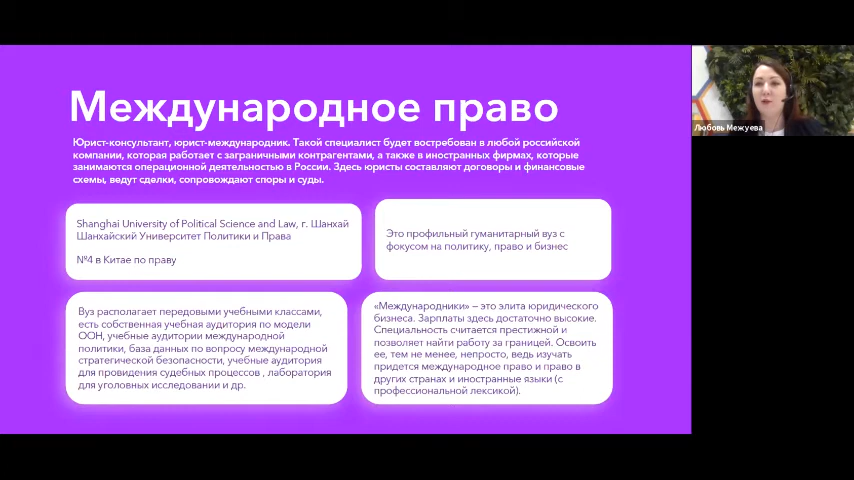 Международное право
Юрист-консультант, юрист-международник. Такой специалист будет востребован в любой российской
компании, которая работает с заграничными контрагентами, а также в иностранных фирмах, которые
занимаются операционной деятельностью в России. Здесь юристы составляют договоры и финансовые
схемы, ведут сделки, сопровождают споры и суды.
Shanghai University of Political Science and Law, г. Шанхай
Шанхайский Университет Политики и Права
№4 в Китае по праву
Это профильный гуманитарный вуз с
фокусом на политику, право и бизнес
Вуз располагает передовыми учебными классами,
есть собственная учебная аудитория по модели
ООН, учебные аудитории международной
политики, база данных по вопросу международной
стратегической безопасности, учебные аудитория
для провидения судебных процессов , лаборатория
для уголовных исследовании и др.
«Международники» – это элита юридического
бизнеса. Зарплаты здесь достаточно высокие.
Специальность считается престижной и
позволяет найти работу за границей. Освоить
ее, тем не менее, непросто, ведь изучать
придется международное право и право в
других странах и иностранные языки (с
профессиональной лексикой).
Любовь Межуева